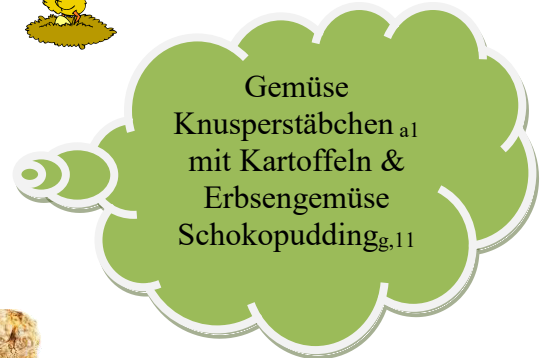 Gemüse
Knusperstäbchen a1
mit Kartoffeln &
Erbsengemüse
Schokopuddingg,11